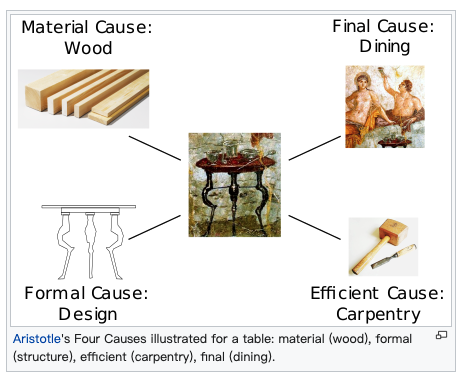 Material Cause:
Wood
Final Cause:
Dining
Formal Cause:
Design
Efficient Cause:
Carpentry
Aristotle's Four Causes illustrated for a table: material (wood), formal
(structure), efficient (carpentry), final (dining).